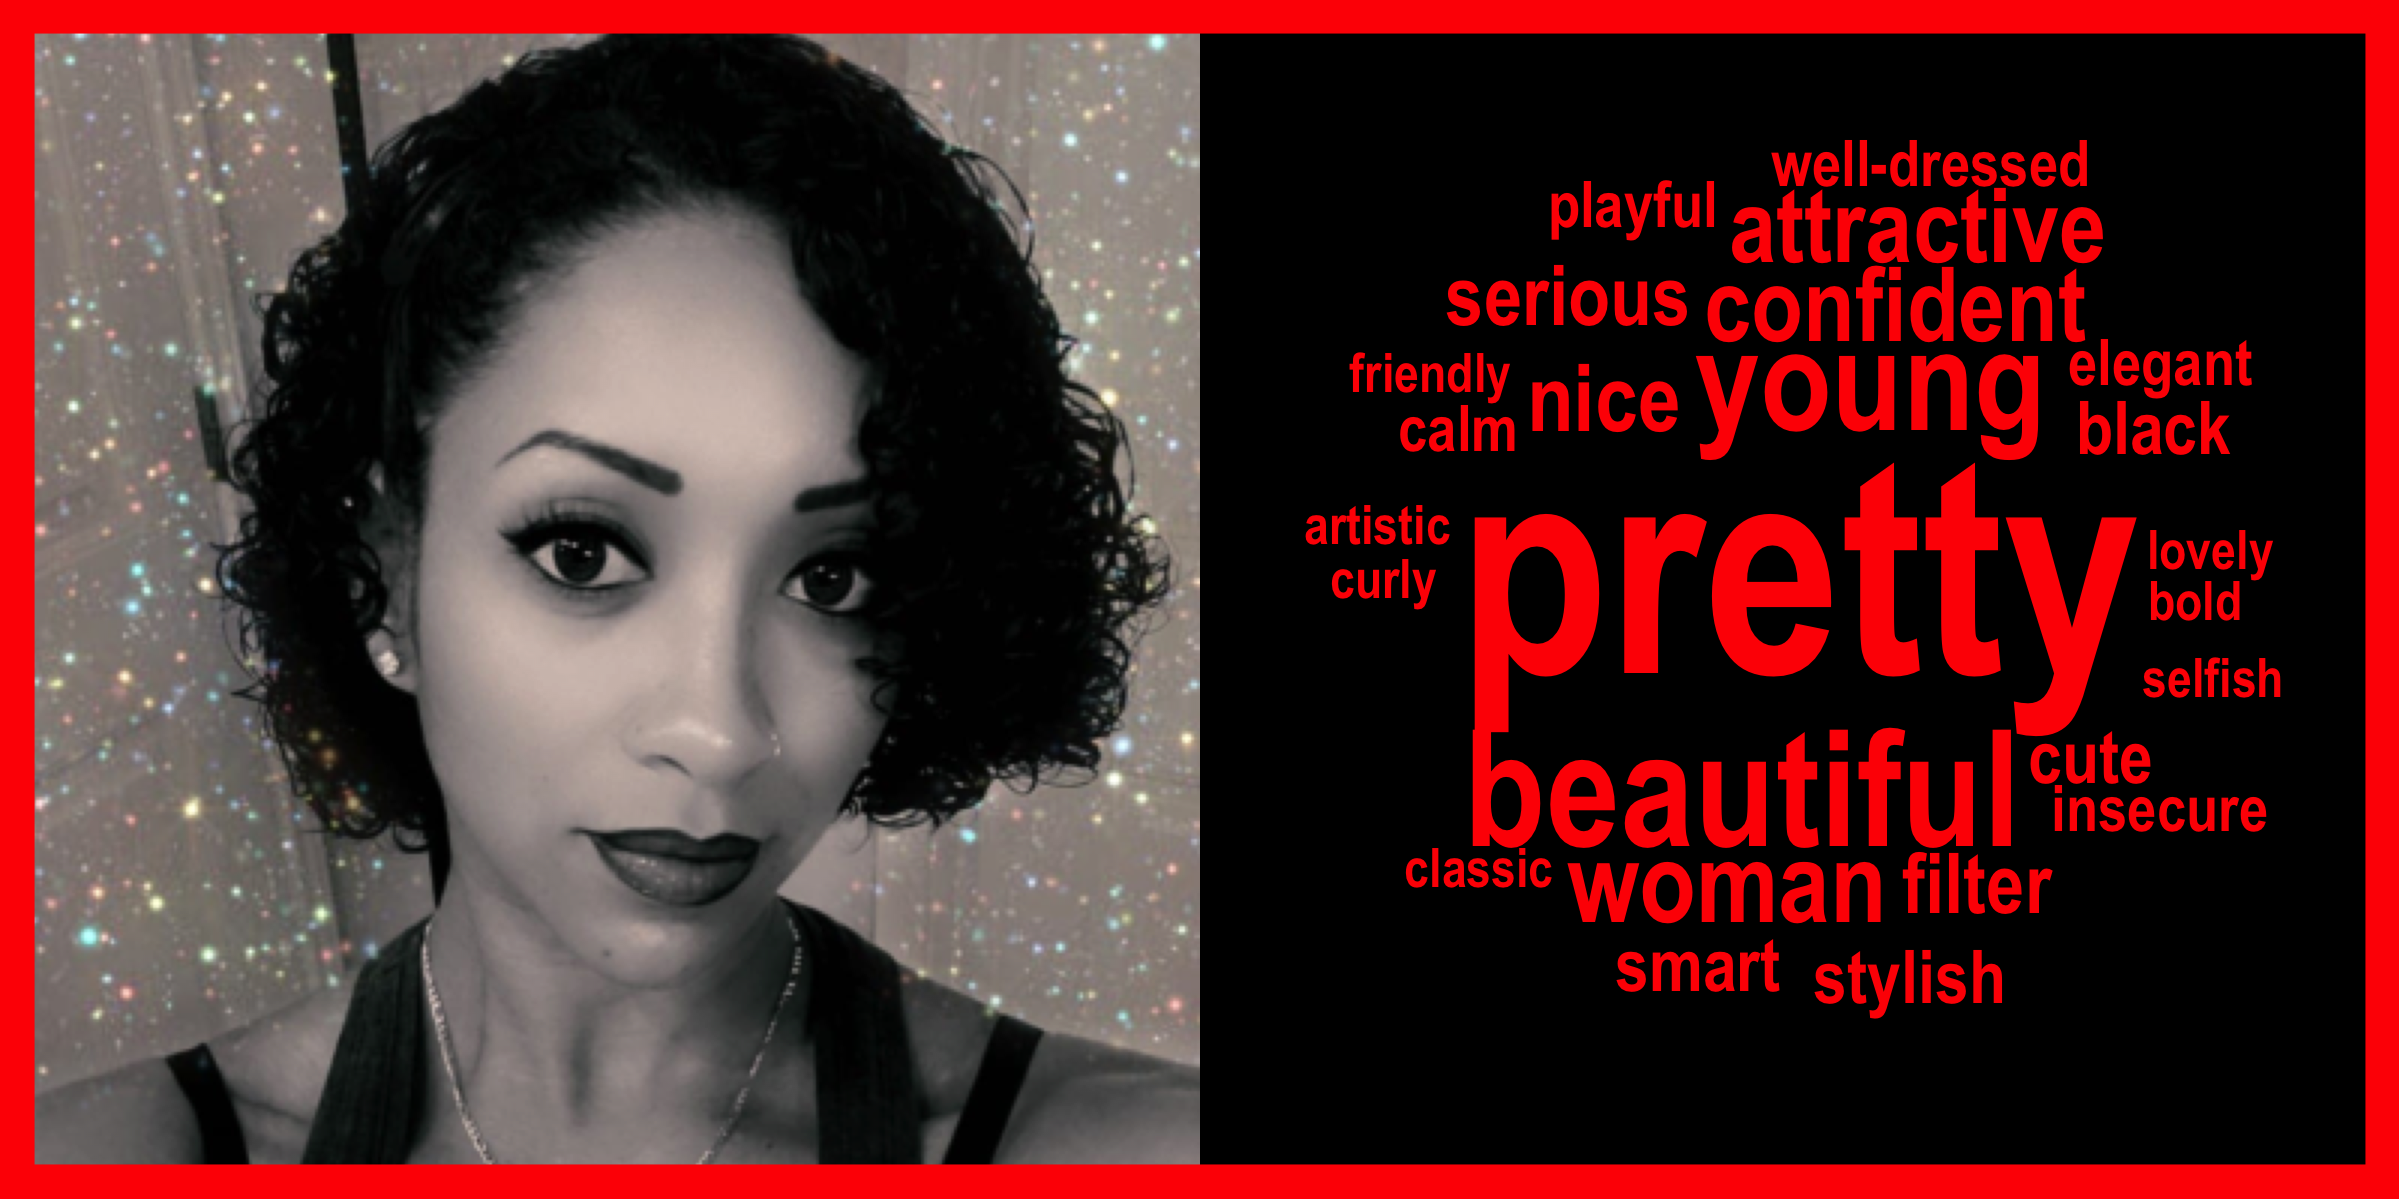 well-dressed
playful attractive
serious confident
friendly nice young elegant
calm black
artistic pretty lovely
curly bold
selfish
beautiful cute
insecure
classic woman filter
smart stylish